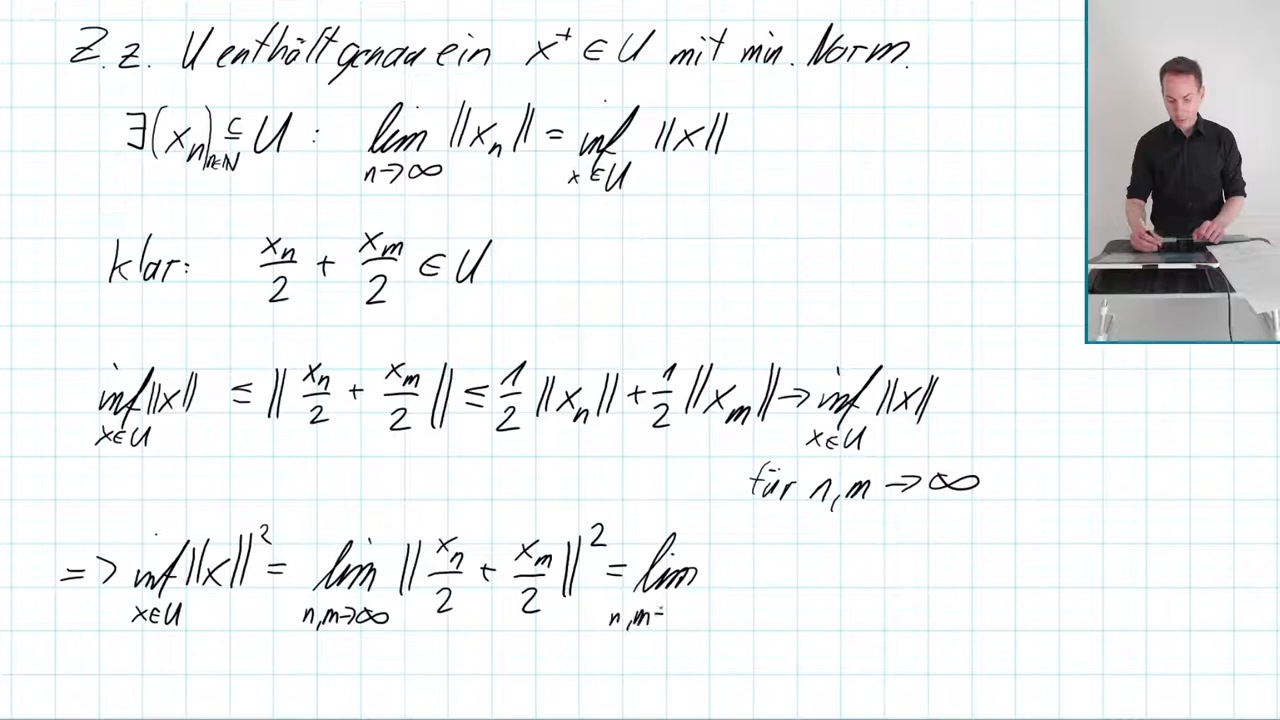 Z.z. U enthält genau ein x⁺ ∈ U mit min. Norm.
∃(xₙ)ₙ∈ℕ ⊆ U : lim n→∞ ||xₙ|| = inf x∈U ||x||
klar: xₙ/2 + xₘ/2 ∈ U
inf x∈U ||x|| ≤ || xₙ/2 + xₘ/2 || ≤ 1/2 ||xₙ|| + 1/2 ||xₘ|| → inf x∈U ||x||
für n,m → ∞
=> inf x∈U ||x||² = lim n,m→∞ || xₙ/2 + xₘ/2 ||² = lim n,m-